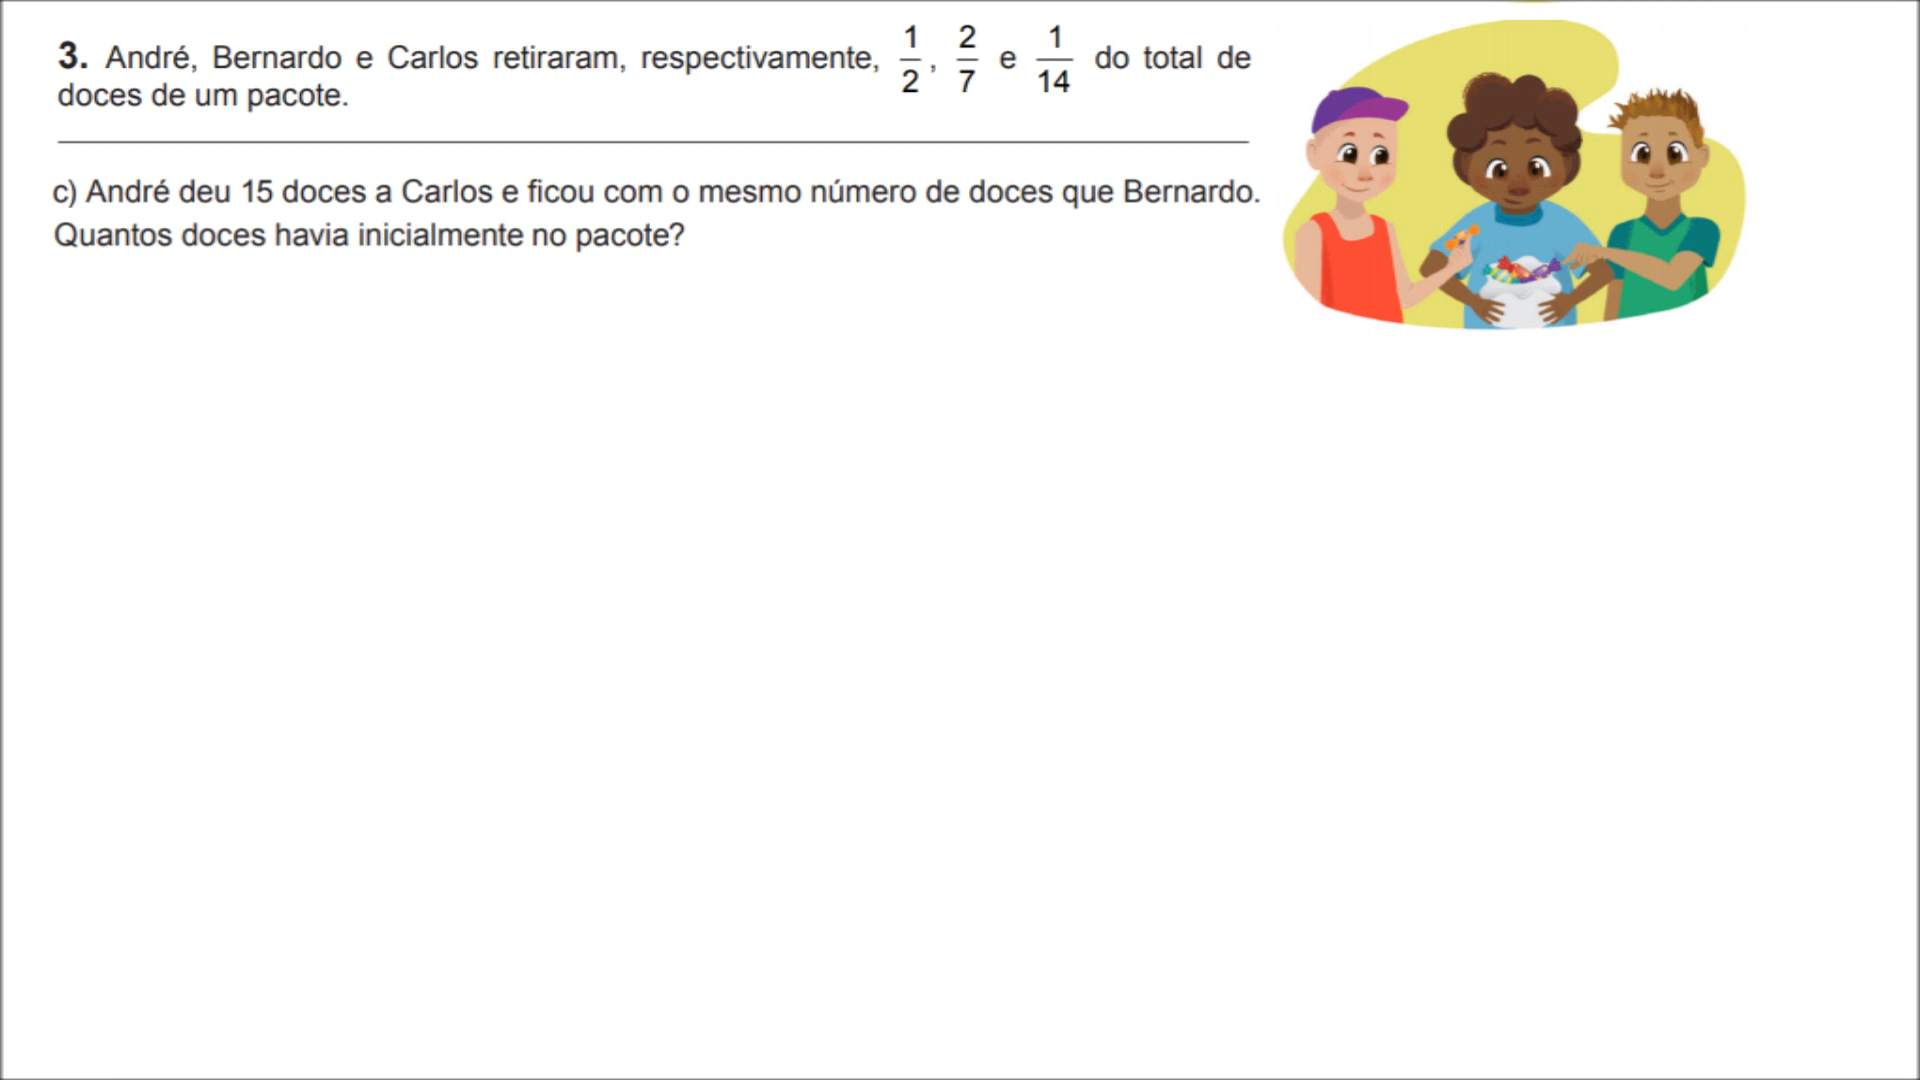 3. André, Bernardo e Carlos retiraram, respectivamente, 1/2, 2/7 e 1/14 do total de
doces de um pacote.
c) André deu 15 doces a Carlos e ficou com o mesmo número de doces que Bernardo.
Quantos doces havia inicialmente no pacote?